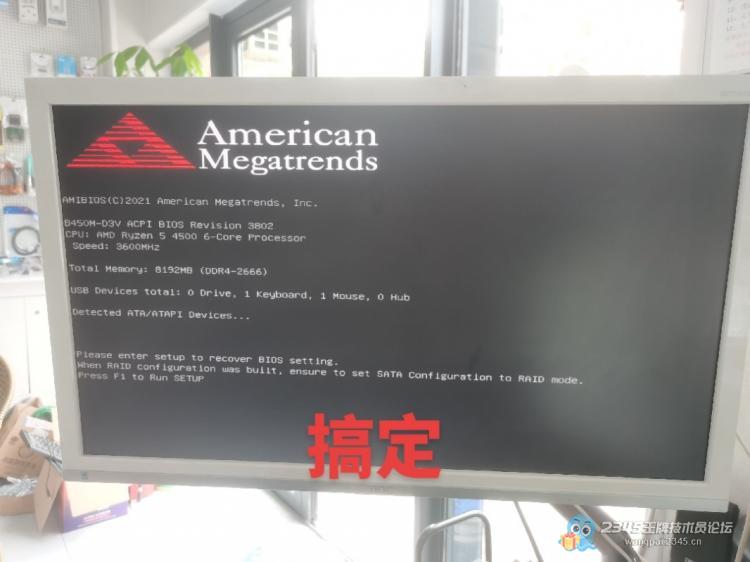 American
Megatrends
AMIBIOS(C)2021 American Megatrends, Inc.
B450M-D3V ACPI BIOS Revision 3802
CPU: AMD Ryzen 5 4500 6-Core Processor
Speed: 3600MHz
Total Memory: 8192MB (DDR4-2666)
USB Devices total: 0 Drive, 1 Keyboard, 1 Mouse, 0 Hub
Detected ATA/ATAPI Devices...
Please enter setup to recover BIOS setting.
When RAID configuration was built, ensure to set SATA Configuration to RAID mode.
Press F1 to Run SETUP
搞定
2345王牌技术员论坛
wangpai.2345.cn